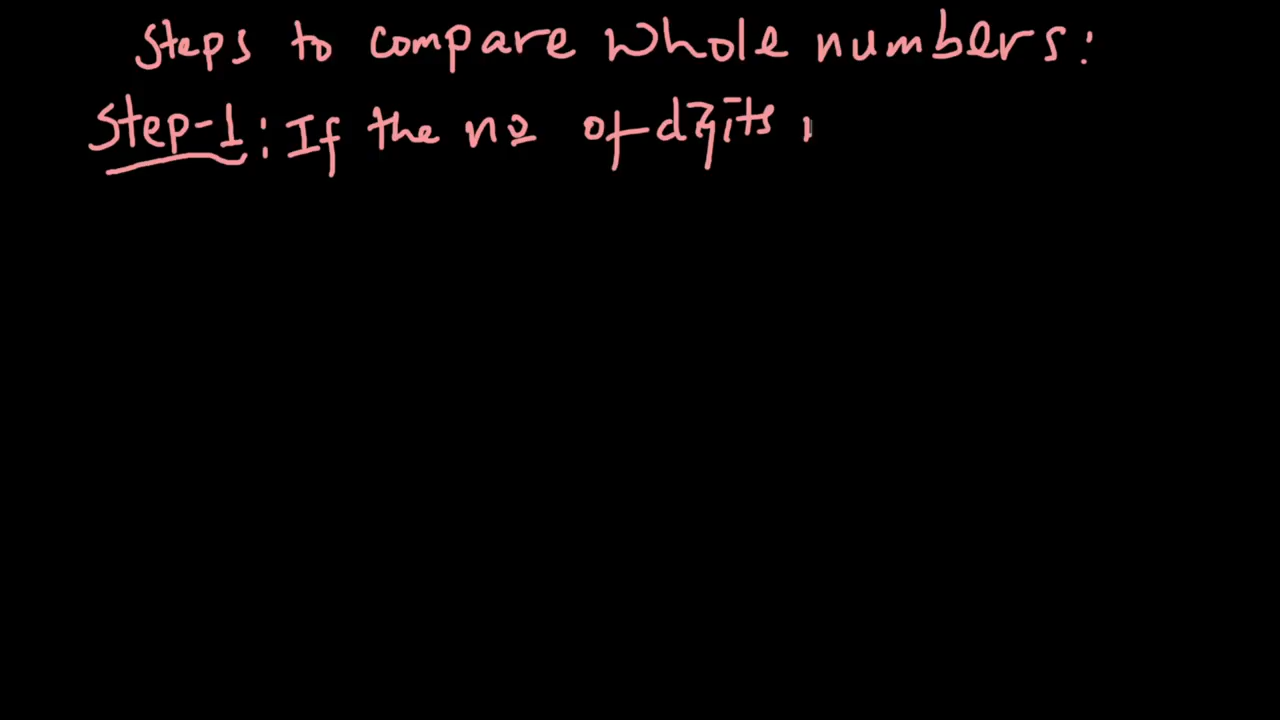 Steps to compare whole numbers:
Step-1: If the no of digits